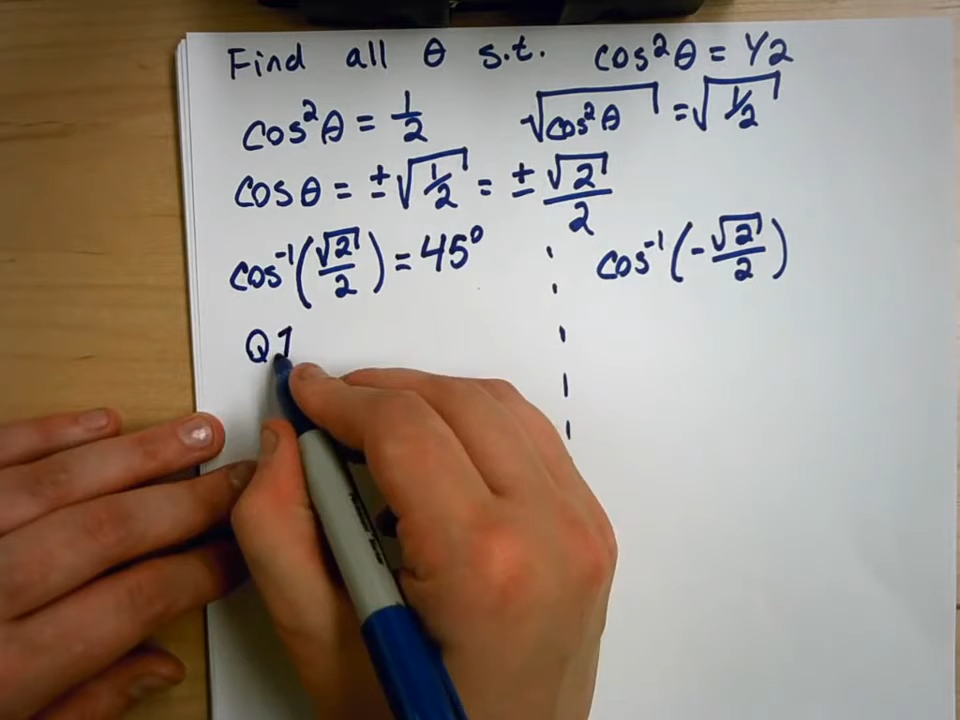 Find all θ s.t. cos²θ = ½
cos²θ = 1/2 √cos²θ = √1/2
cosθ = ±√1/2 = ±√2/2
cos⁻¹(√2/2) = 45° cos⁻¹(-√2/2)
Q1